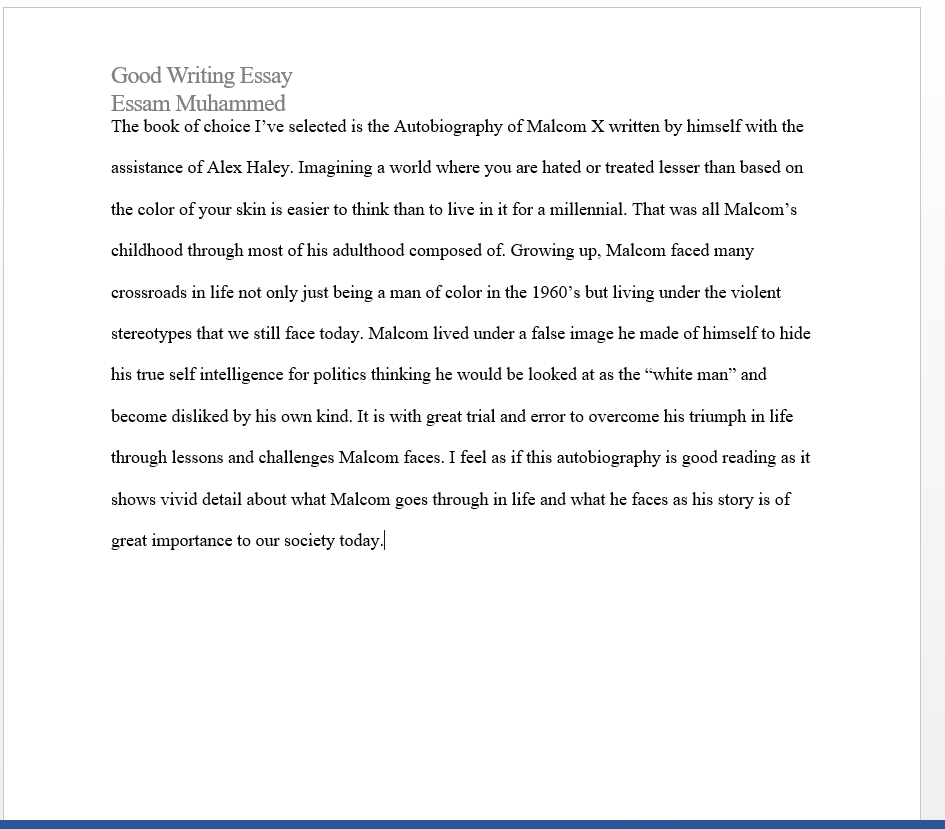 Good Writing Essay
Essam Muhammed
The book of choice I’ve selected is the Autobiography of Malcom X written by himself with the
assistance of Alex Haley. Imagining a world where you are hated or treated lesser than based on
the color of your skin is easier to think than to live in it for a millennial. That was all Malcom’s
childhood through most of his adulthood composed of. Growing up, Malcom faced many
crossroads in life not only just being a man of color in the 1960’s but living under the violent
stereotypes that we still face today. Malcom lived under a false image he made of himself to hide
his true self intelligence for politics thinking he would be looked at as the “white man” and
become disliked by his own kind. It is with great trial and error to overcome his triumph in life
through lessons and challenges Malcom faces. I feel as if this autobiography is good reading as it
shows vivid detail about what Malcom goes through in life and what he faces as his story is of
great importance to our society today.